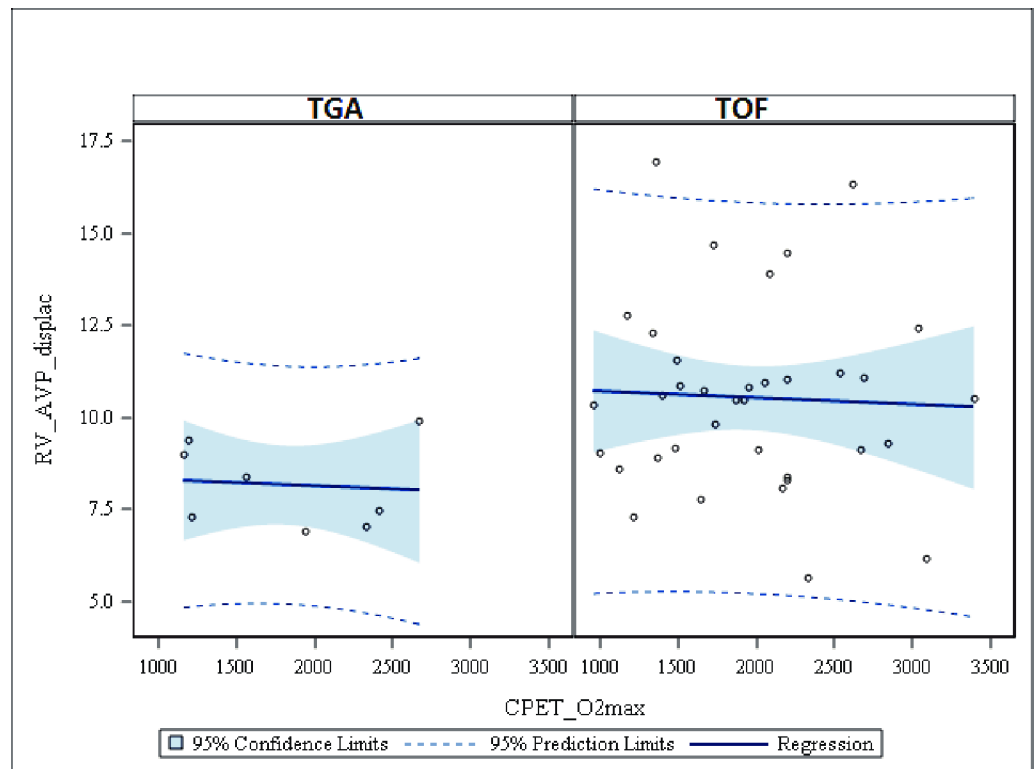 TGA TOF
17.5
15.0
12.5
10.0
7.5
5.0
RV_AVP_displac
1000 1500 2000 2500 3000 3500 1000 1500 2000 2500 3000 3500
CPET_O2max
95% Confidence Limits 95% Prediction Limits Regression